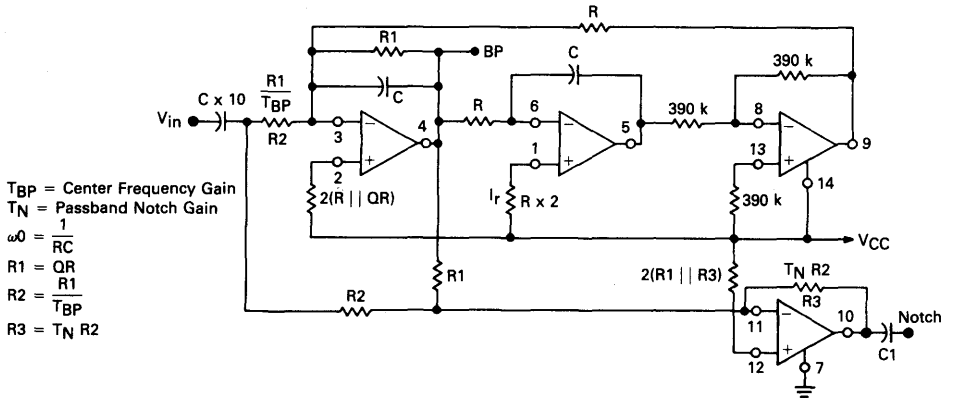 R
R1
BP
390 k
C
C
C x 10
R1
TBP
R2
Vin
3
4
2
R
6
5
1
390 k
8
9
13
14
2(R || QR)
Ir
R x 2
390 k
VCC
TBP = Center Frequency Gain
TN = Passband Notch Gain
ω0 = 1
RC
R1 = QR
R2 = R1
TBP
R3 = TN R2
R1
R2
2(R1 || R3)
TN R2
R3
11
10
Notch
12
7
C1
−
+
−
+
−
+
−
+